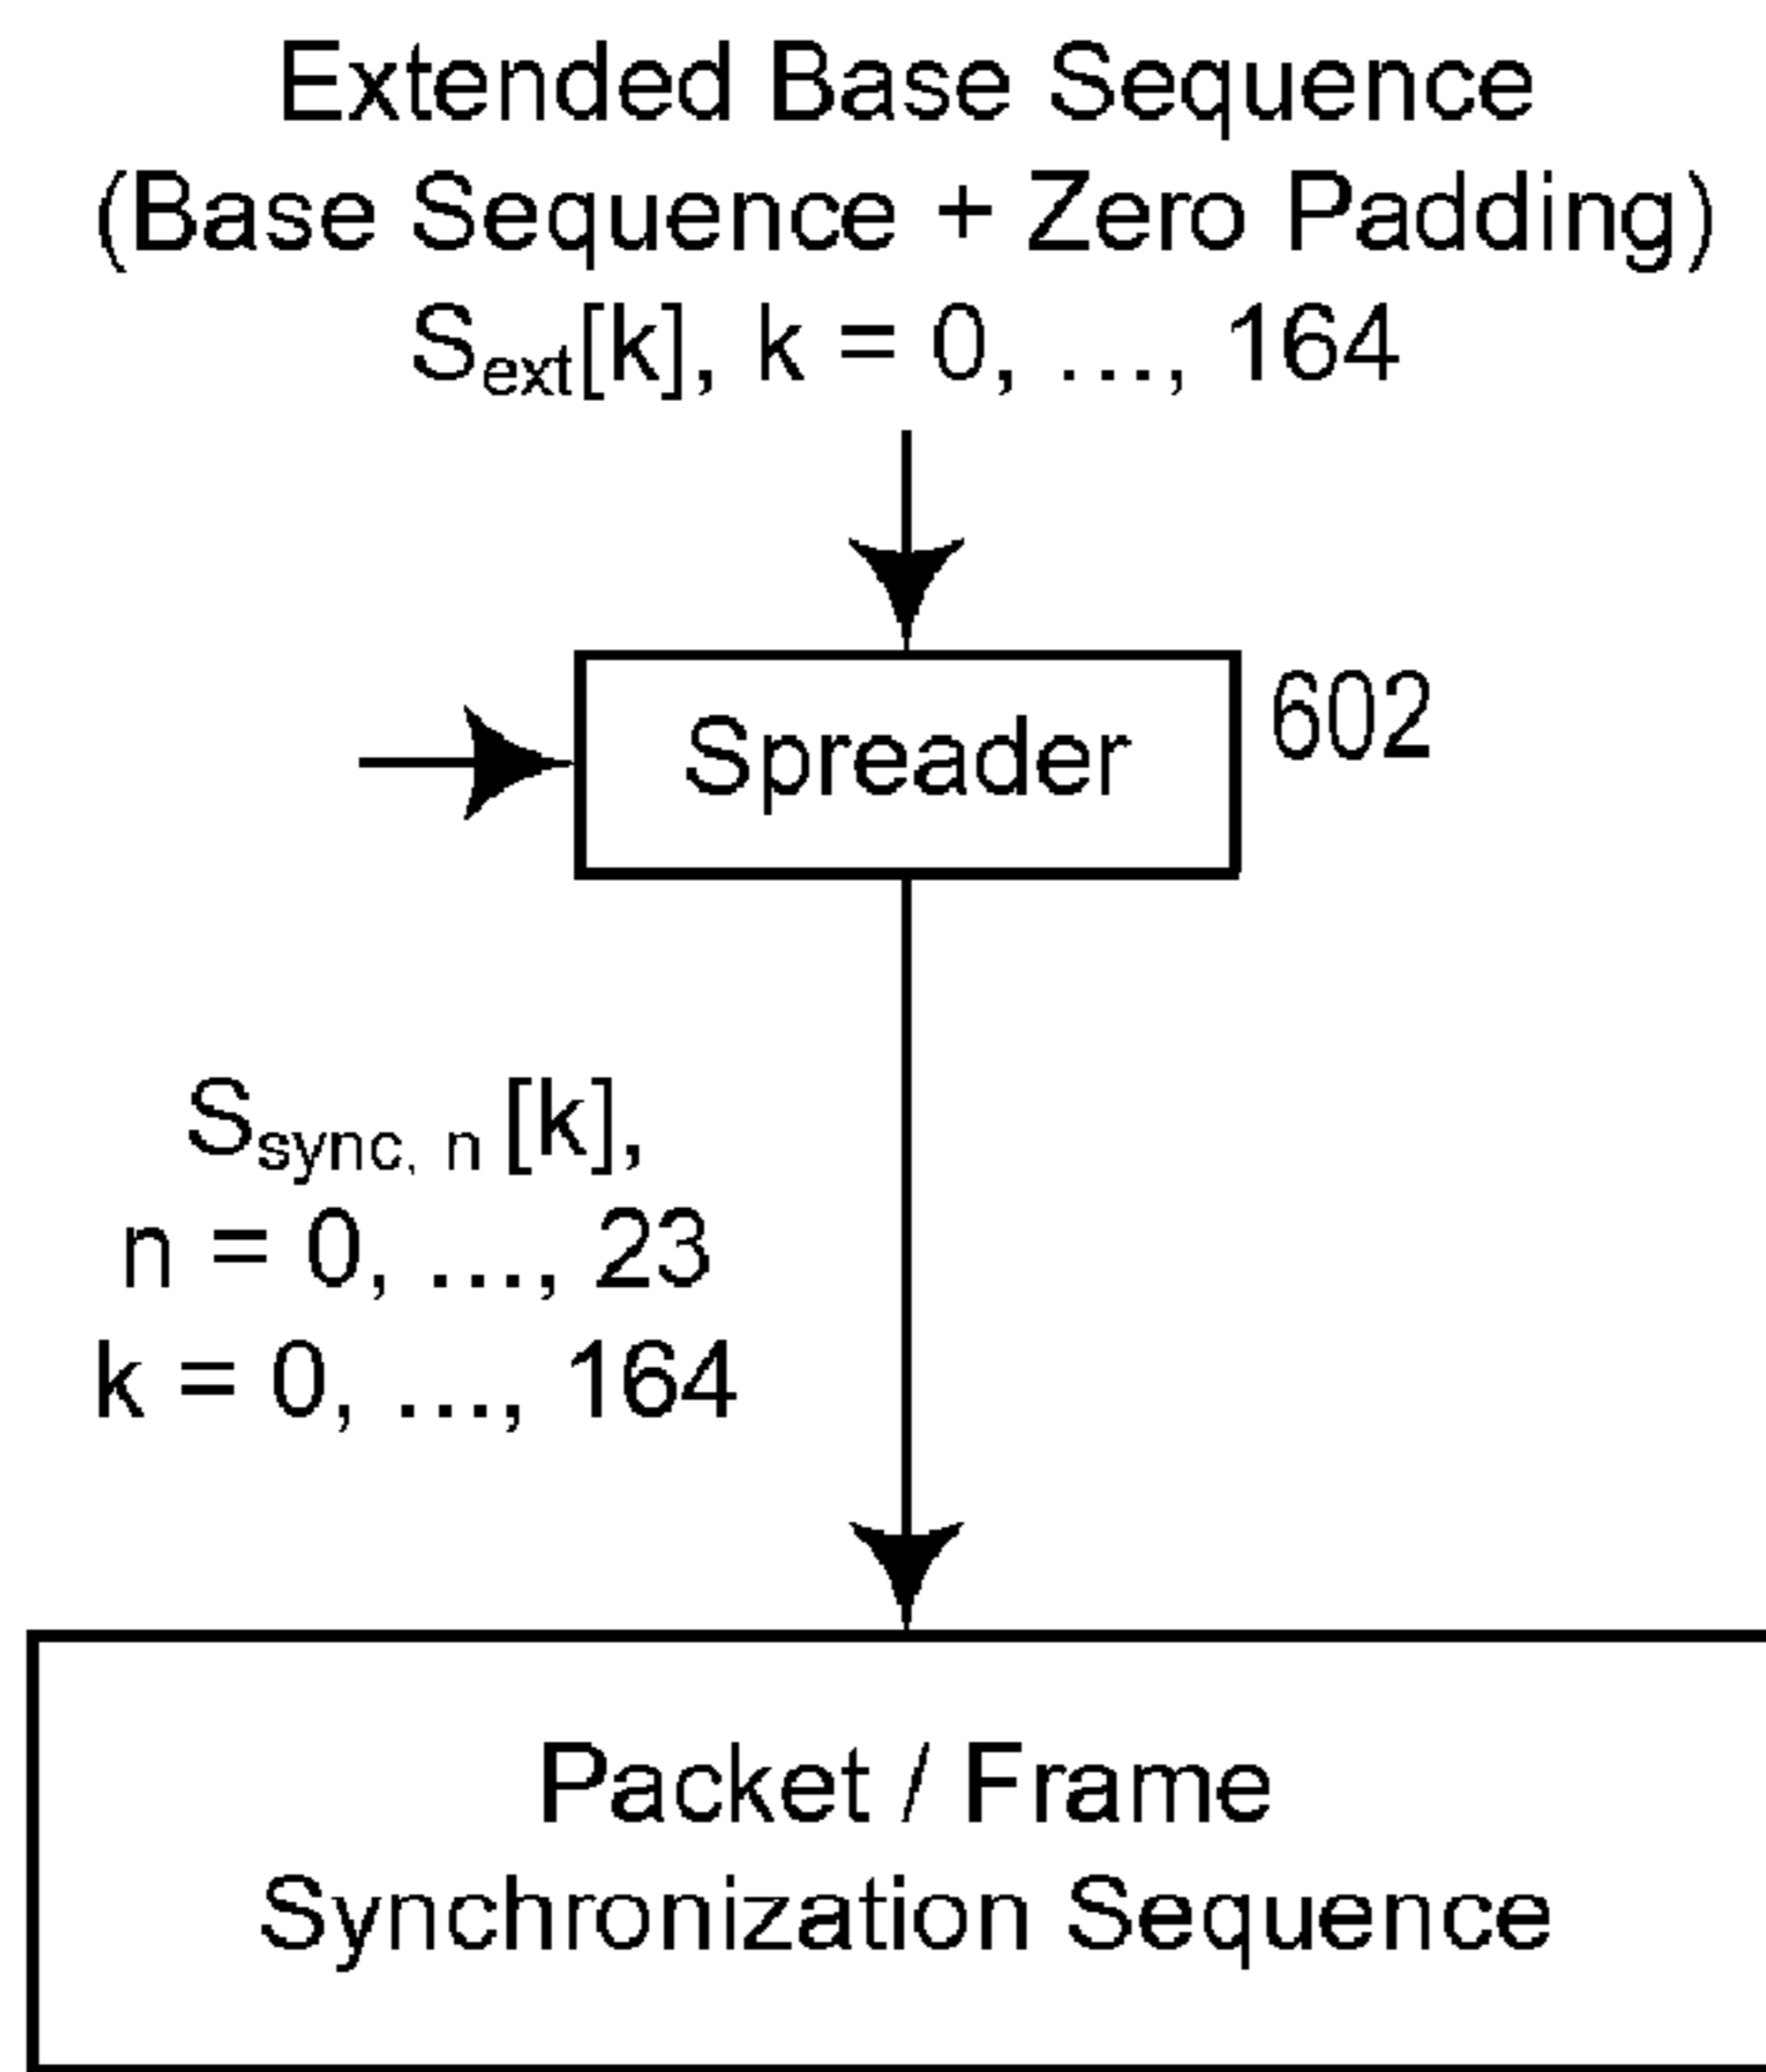 Extended Base Sequence
(Base Sequence + Zero Padding)
Sext[k], k = 0, ..., 164
Spreader
602
Ssync, n [k],
n = 0, ..., 23
k = 0, ..., 164
Packet / Frame
Synchronization Sequence